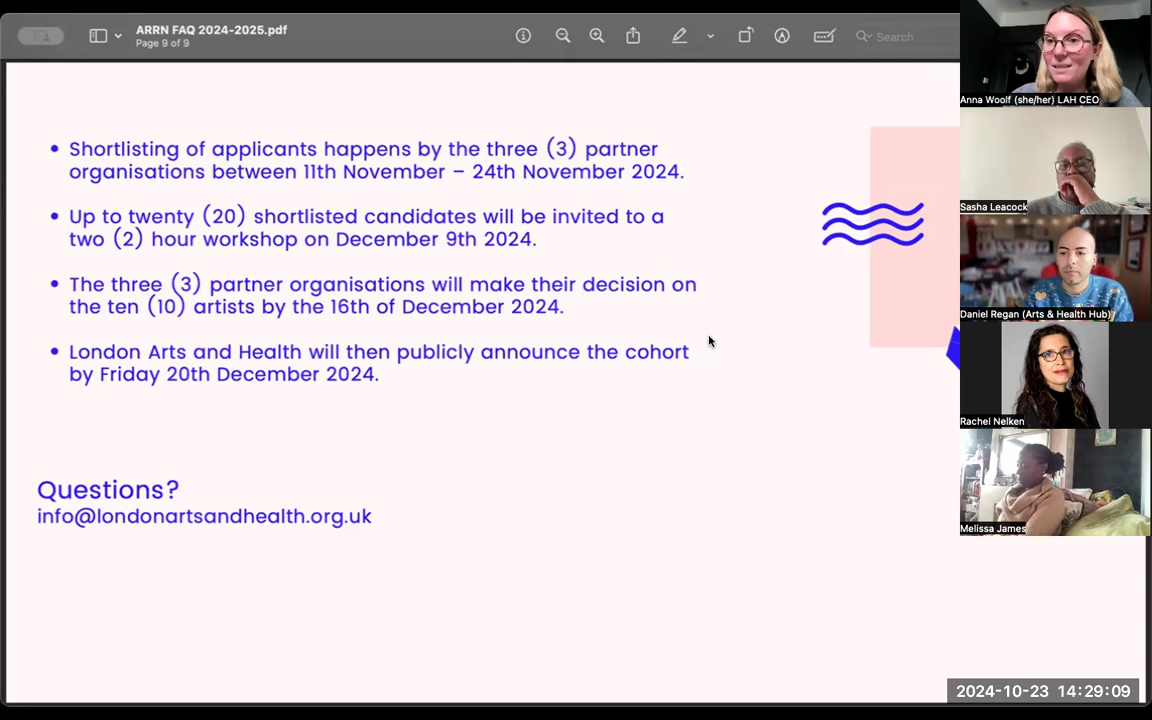 ARRN FAQ 2024-2025.pdf
Page 9 of 9
Search
• Shortlisting of applicants happens by the three (3) partner
organisations between 11th November – 24th November 2024.
• Up to twenty (20) shortlisted candidates will be invited to a
two (2) hour workshop on December 9th 2024.
• The three (3) partner organisations will make their decision on
the ten (10) artists by the 16th of December 2024.
• London Arts and Health will then publicly announce the cohort
by Friday 20th December 2024.
Questions?
info@londonartsandhealth.org.uk
Anna Woolf (she/her) LAH CEO
Sasha Leacock
Daniel Regan (Arts & Health Hub)
Rachel Nelken
Melissa James
2024-10-23 14:29:09